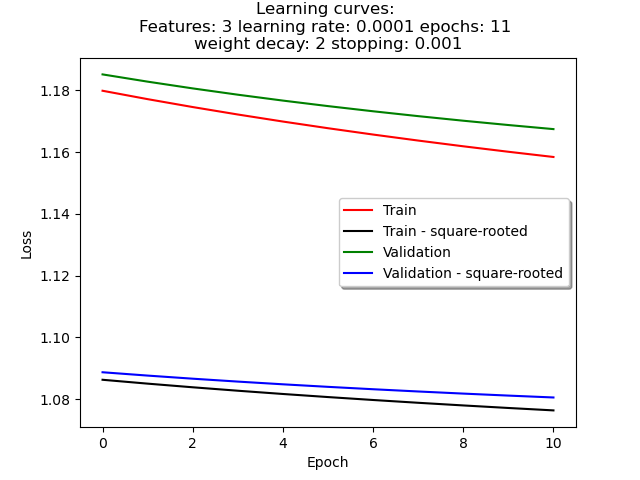 Learning curves:
Features: 3 learning rate: 0.0001 epochs: 11
weight decay: 2 stopping: 0.001
1.18
1.16
1.14
1.12
1.10
1.08
Loss
Train
Train - square-rooted
Validation
Validation - square-rooted
0 2 4 6 8 10
Epoch